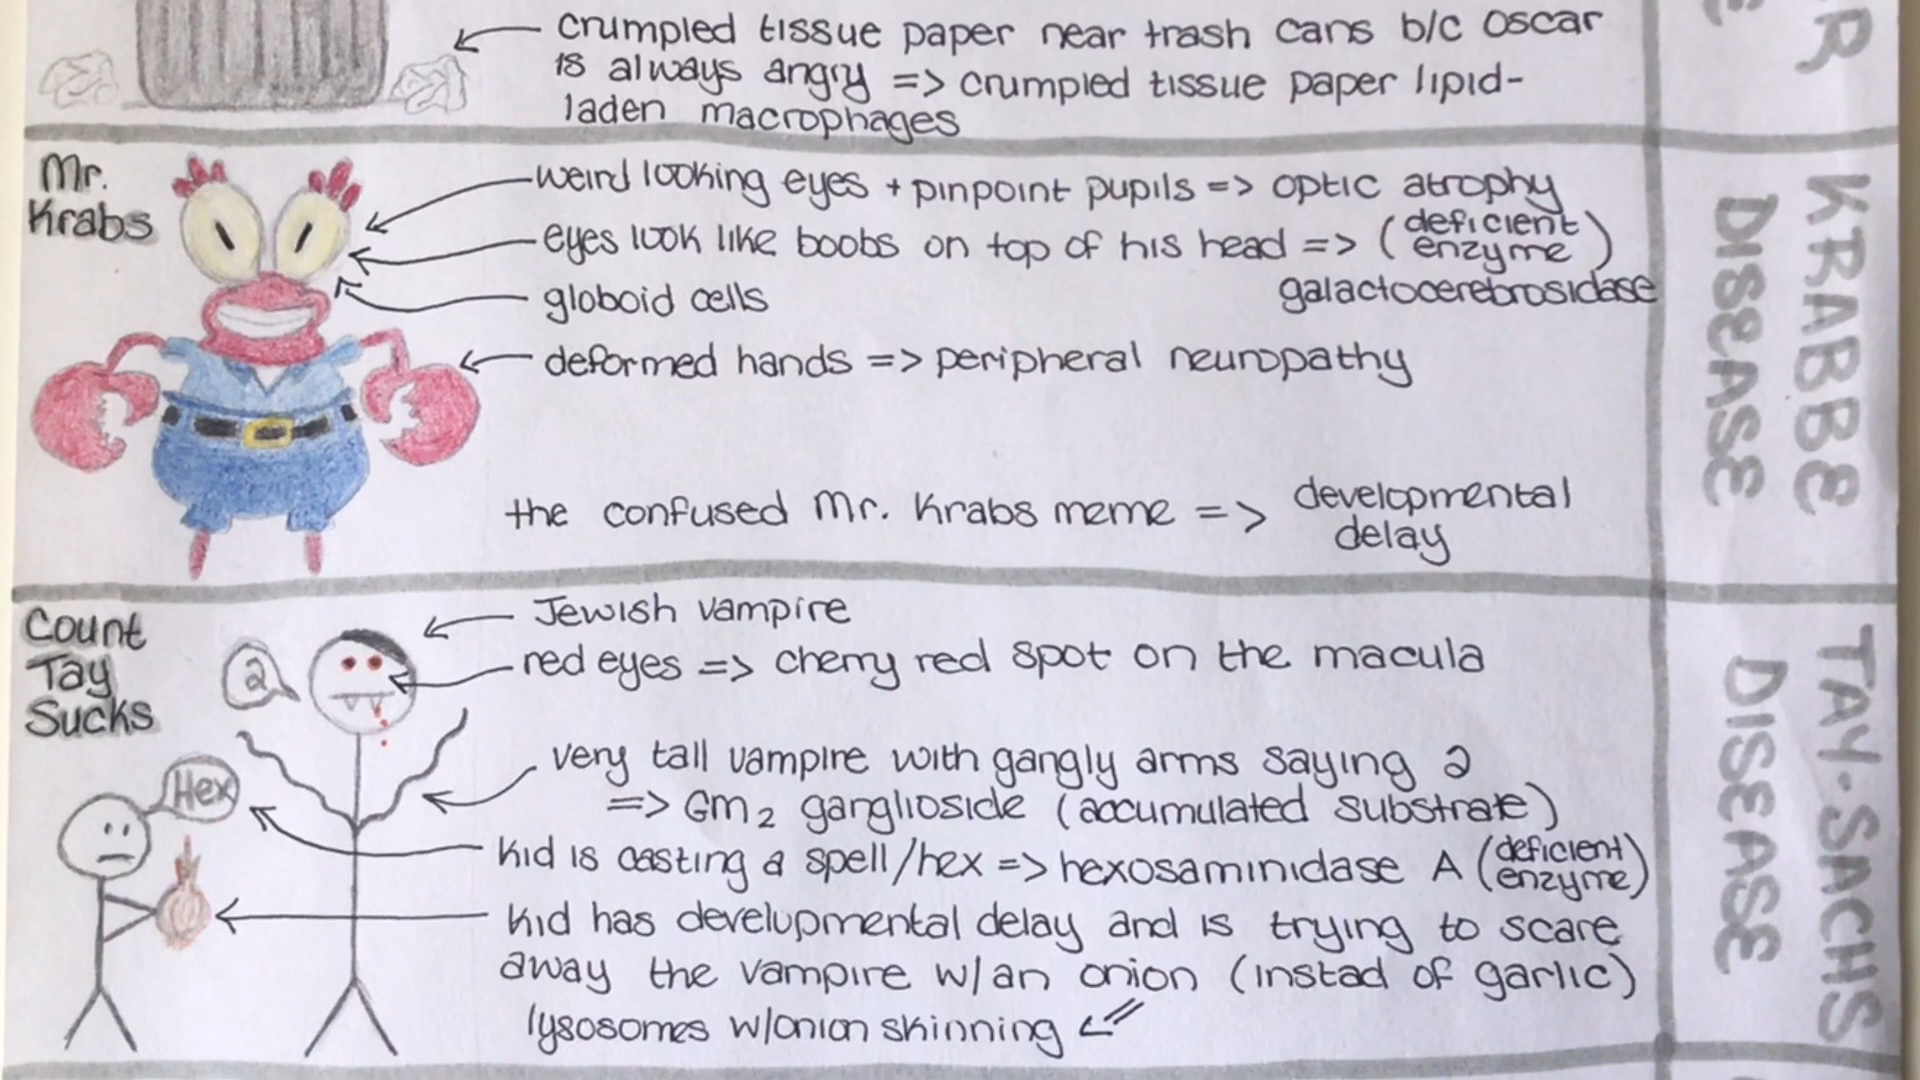 crumpled tissue paper near trash cans b/c oscar
is always angry => crumpled tissue paper lipid-
laden macrophages
R
Mr.
Krabs
weird looking eyes + pinpoint pupils => optic atrophy
eyes look like boobs on top of his head => (deficient enzyme)
galactocerebrosidase
globoid cells
deformed hands => peripheral neuropathy
the confused Mr. Krabs meme => developmental
delay
KRABBE
DISEASE
Count
Tay
Sucks
2
Hex
Jewish vampire
red eyes => cherry red spot on the macula
very tall vampire with gangly arms saying 2
=> GM2 ganglioside (accumulated substrate)
kid is casting a spell/hex => hexosaminidase A (deficient enzyme)
kid has developmental delay and is trying to scare
away the vampire w/an onion (instad of garlic)
lysosomes w/onion skinning
TAY-SACHS
DISEASE